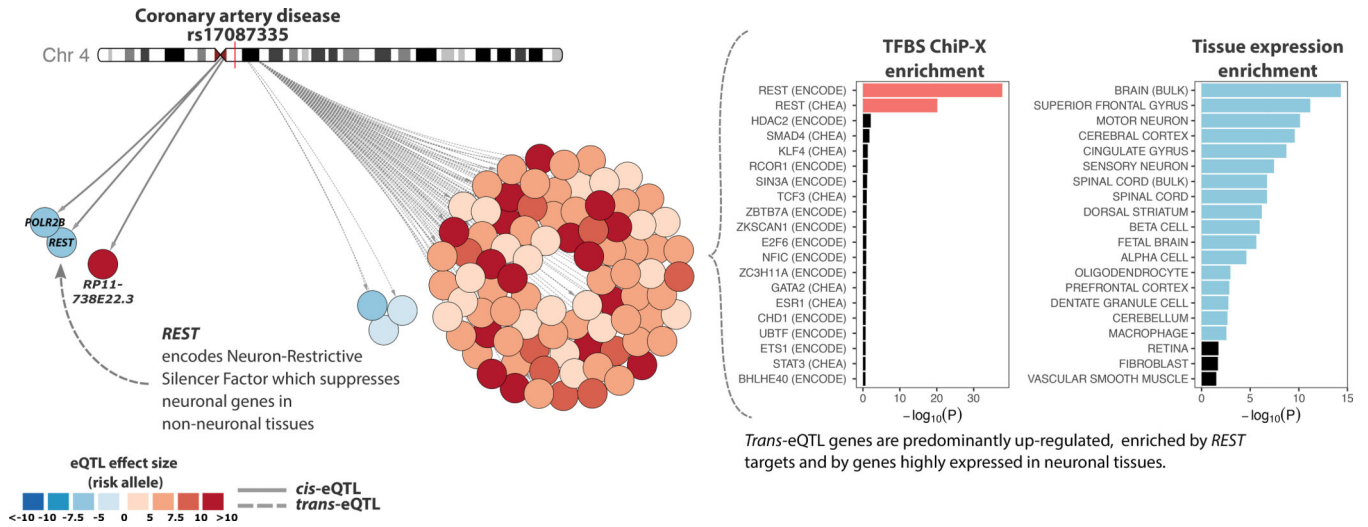 Coronary artery disease
rs17087335
Chr 4
POLR2B
REST
RP11-
738E22.3
REST
encodes Neuron-Restrictive
Silencer Factor which suppresses
neuronal genes in
non-neuronal tissues
eQTL effect size
(risk allele)
<-10 -10 -7.5 -5 0 5 7.5 10 >10
cis-eQTL
trans-eQTL
TFBS ChiP-X
enrichment
REST (ENCODE)
REST (CHEA)
HDAC2 (ENCODE)
SMAD4 (CHEA)
KLF4 (CHEA)
RCOR1 (ENCODE)
SIN3A (ENCODE)
TCF3 (CHEA)
ZBTB7A (ENCODE)
ZKSCAN1 (ENCODE)
E2F6 (ENCODE)
NFIC (ENCODE)
ZC3H11A (ENCODE)
GATA2 (CHEA)
ESR1 (CHEA)
CHD1 (ENCODE)
UBTF (ENCODE)
ETS1 (ENCODE)
STAT3 (CHEA)
BHLHE40 (ENCODE)
0 10 20 30
−log10(P)
Tissue expression
enrichment
BRAIN (BULK)
SUPERIOR FRONTAL GYRUS
MOTOR NEURON
CEREBRAL CORTEX
CINGULATE GYRUS
SENSORY NEURON
SPINAL CORD (BULK)
SPINAL CORD
DORSAL STRIATUM
BETA CELL
FETAL BRAIN
ALPHA CELL
OLIGODENDROCYTE
PREFRONTAL CORTEX
DENTATE GRANULE CELL
CEREBELLUM
MACROPHAGE
RETINA
FIBROBLAST
VASCULAR SMOOTH MUSCLE
0 5 10 15
−log10(P)
Trans-eQTL genes are predominantly up-regulated, enriched by REST
targets and by genes highly expressed in neuronal tissues.